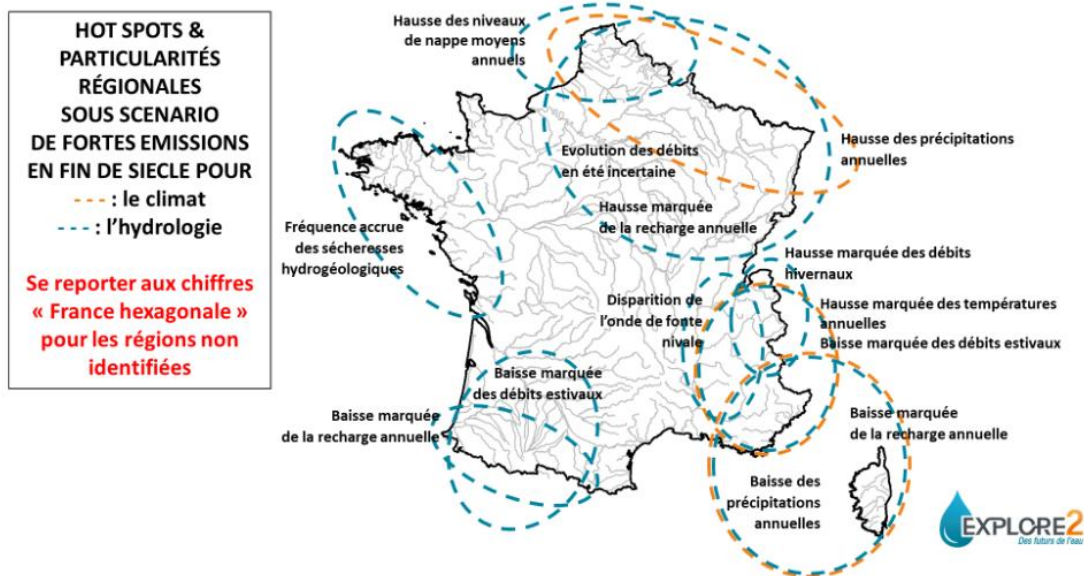 HOT SPOTS &
PARTICULARITÉS
RÉGIONALES
SOUS SCENARIO
DE FORTES EMISSIONS
EN FIN DE SIECLE POUR
--- : le climat
--- : l'hydrologie
Se reporter aux chiffres
« France hexagonale »
pour les régions non
identifiées
Hausse des niveaux
de nappe moyens
annuels
Hausse des précipitations
annuelles
Evolution des débits
en été incertaine
Hausse marquée
de la recharge annuelle
Fréquence accrue
des sécheresses
hydrogéologiques
Hausse marquée des débits
hivernaux
Disparition de
l'onde de fonte
nivale
Hausse marquée des températures
annuelles
Baisse marquée des débits estivaux
Baisse marquée
des débits estivaux
Baisse marquée
de la recharge annuelle
Baisse marquée
de la recharge annuelle
Baisse des
précipitations
annuelles
EXPLORE2
Des futurs de l'eau